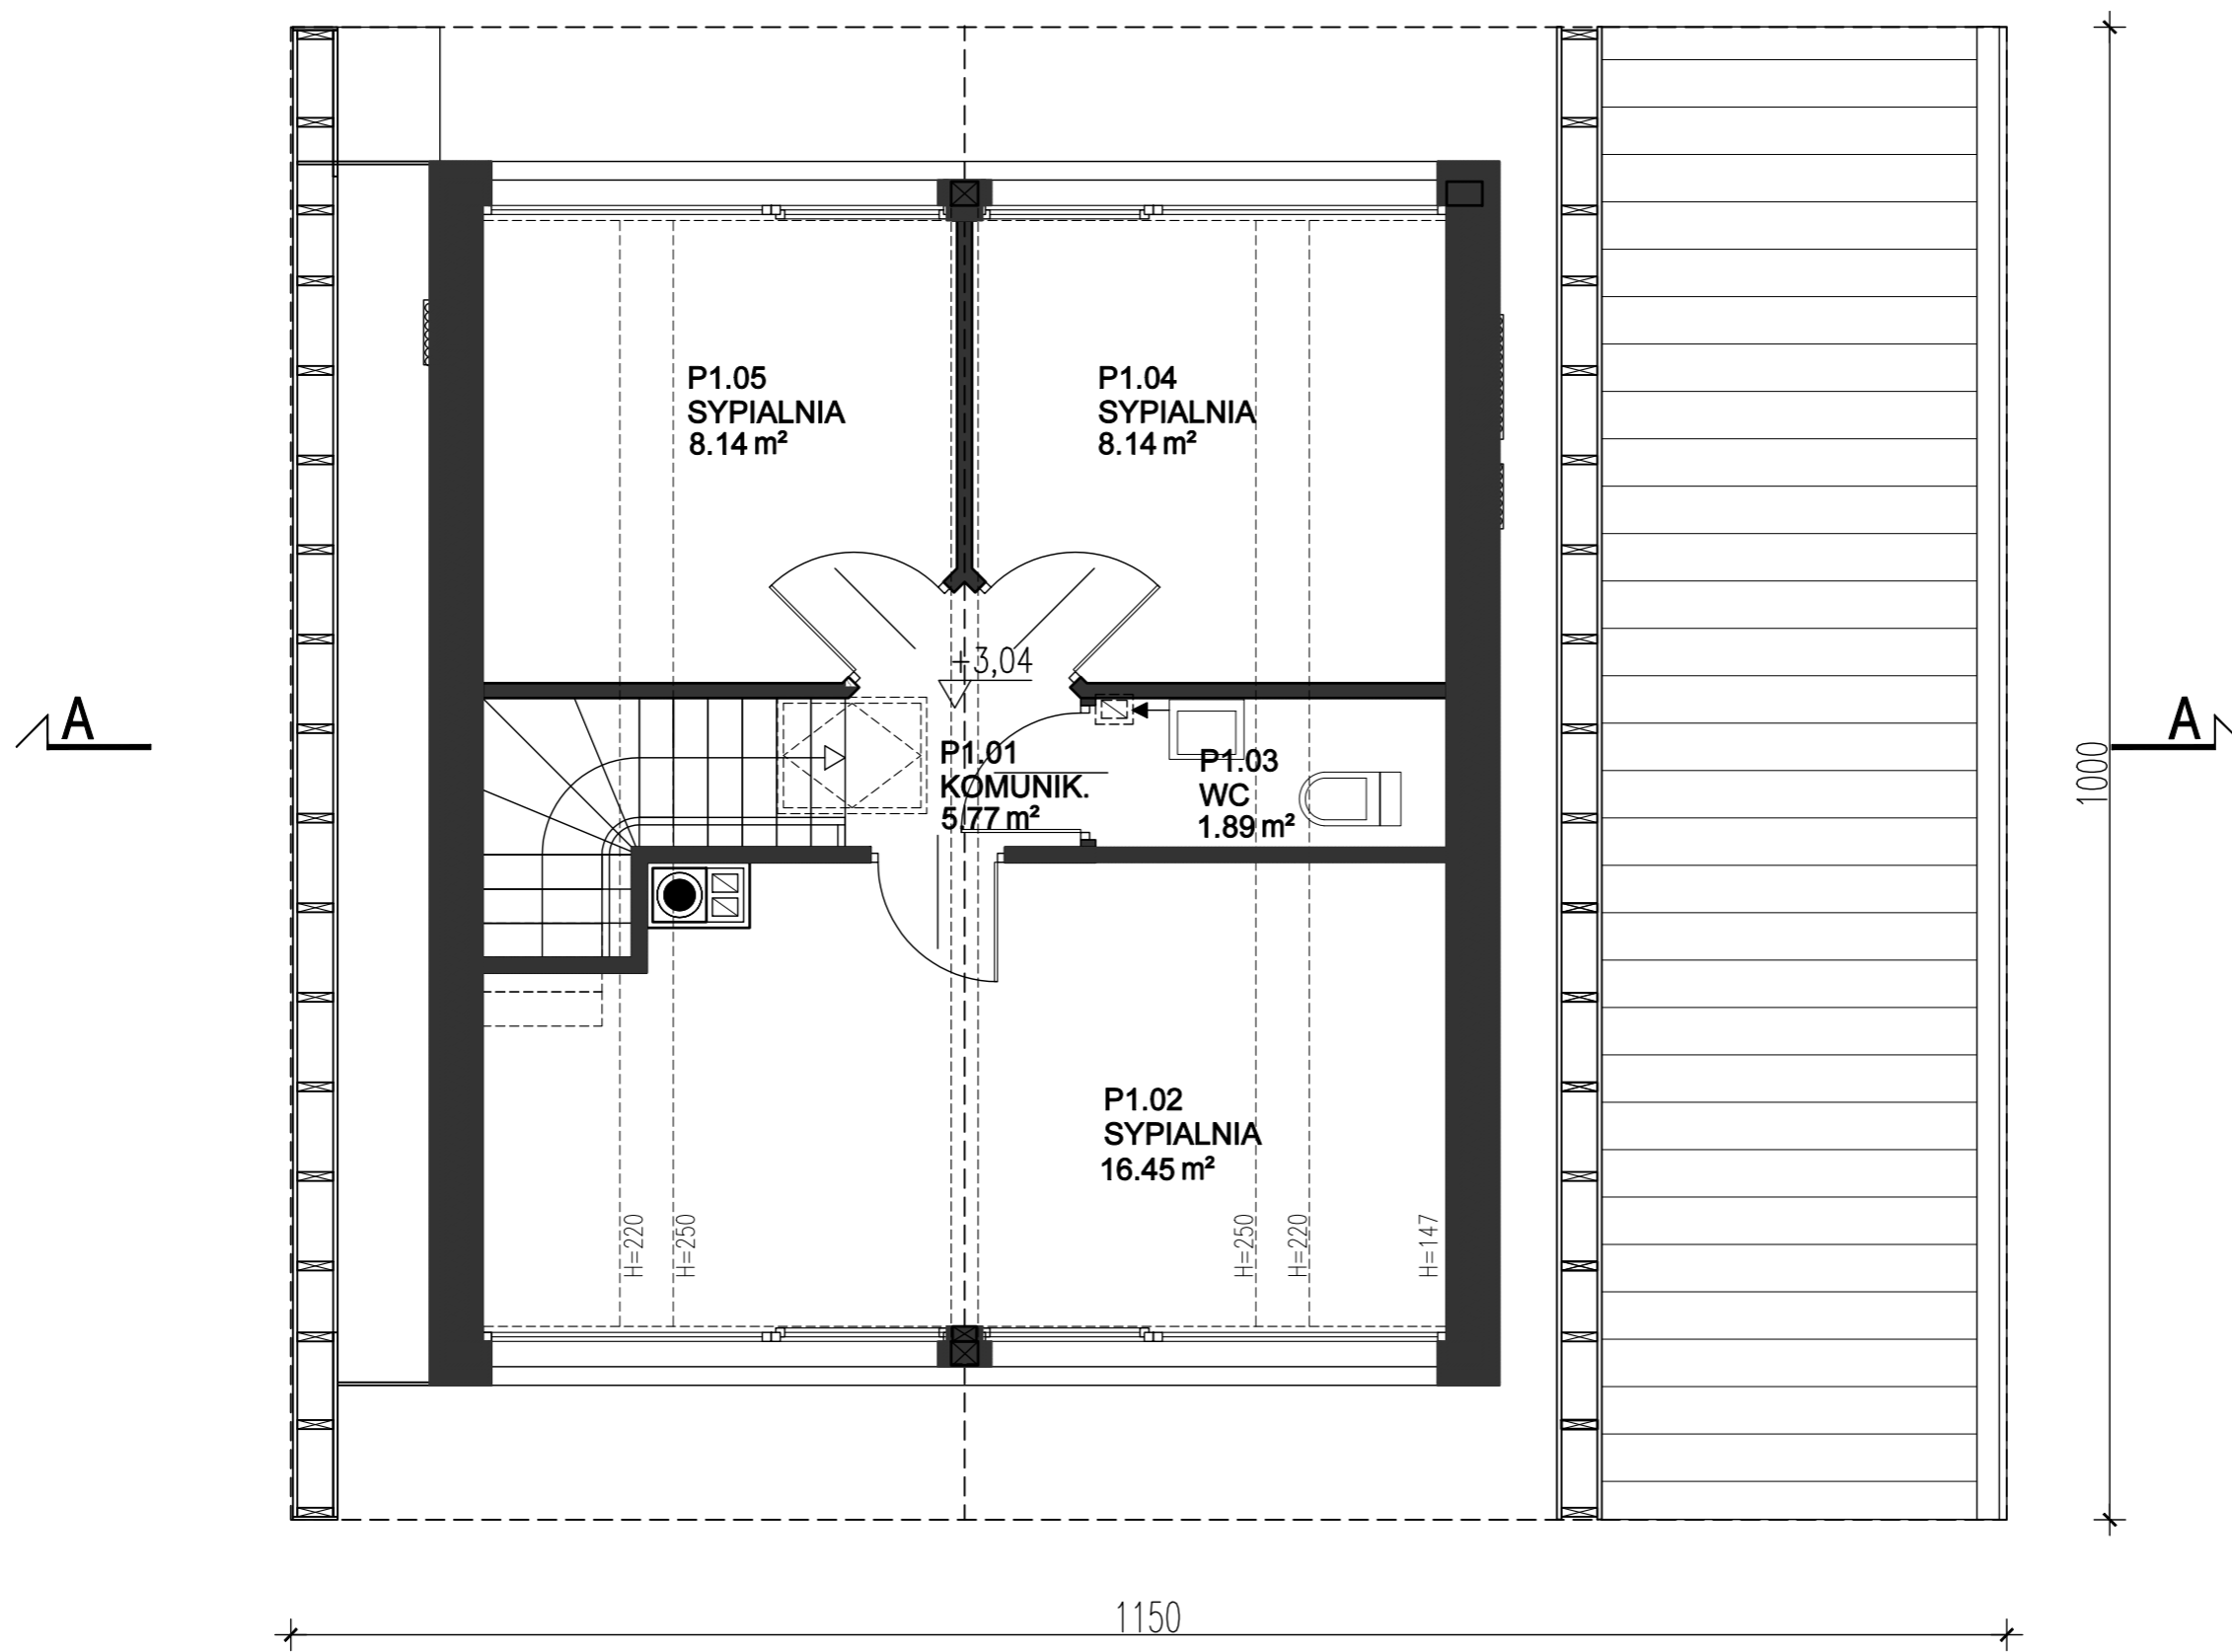 P1.05
SYPIALNIA
8.14 m²
P1.04
SYPIALNIA
8.14 m²
+3,04
A
A
P1.01
KOMUNIK.
5.77 m²
P1.03
WC
1.89 m²
1000
P1.02
SYPIALNIA
16.45 m²
H=220
H=250
H=250
H=220
H=147
1150